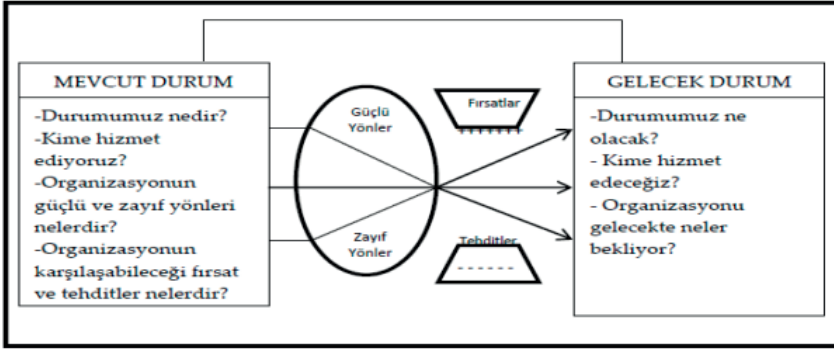 MEVCUT DURUM
-Durumumuz nedir?
-Kime hizmet
ediyoruz?
-Organizasyonun
güçlü ve zayıf yönleri
nelerdir?
-Organizasyonun
karşılaşabileceği fırsat
ve tehditler nelerdir?
Güçlü
Yönler
Zayıf
Yönler
Fırsatlar
Tehditler
GELECEK DURUM
-Durumumuz ne
olacak?
- Kime hizmet
edeceğiz?
- Organizasyonu
gelecekte neler
bekliyor?